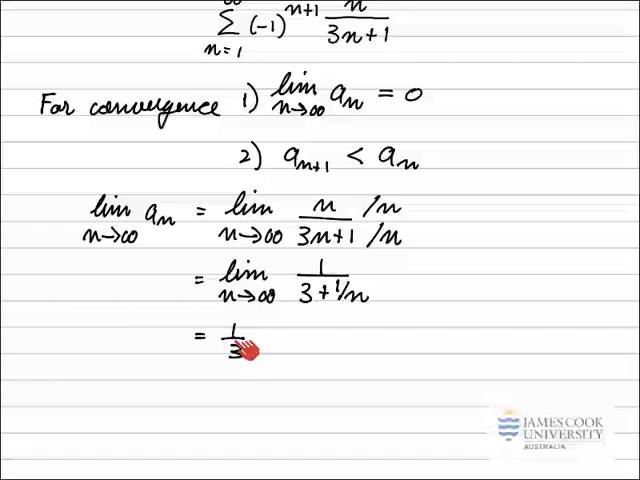 ∞
∑ (-1)^{n+1} n/(3n+1)
n=1
For convergence 1) lim_{n→∞} a_n = 0
2) a_{n+1} < a_n
lim_{n→∞} a_n = lim_{n→∞} n/(3n+1) /n /n
= lim_{n→∞} 1/(3+1/n)
= 1/3
JAMES COOK
UNIVERSITY
AUSTRALIA